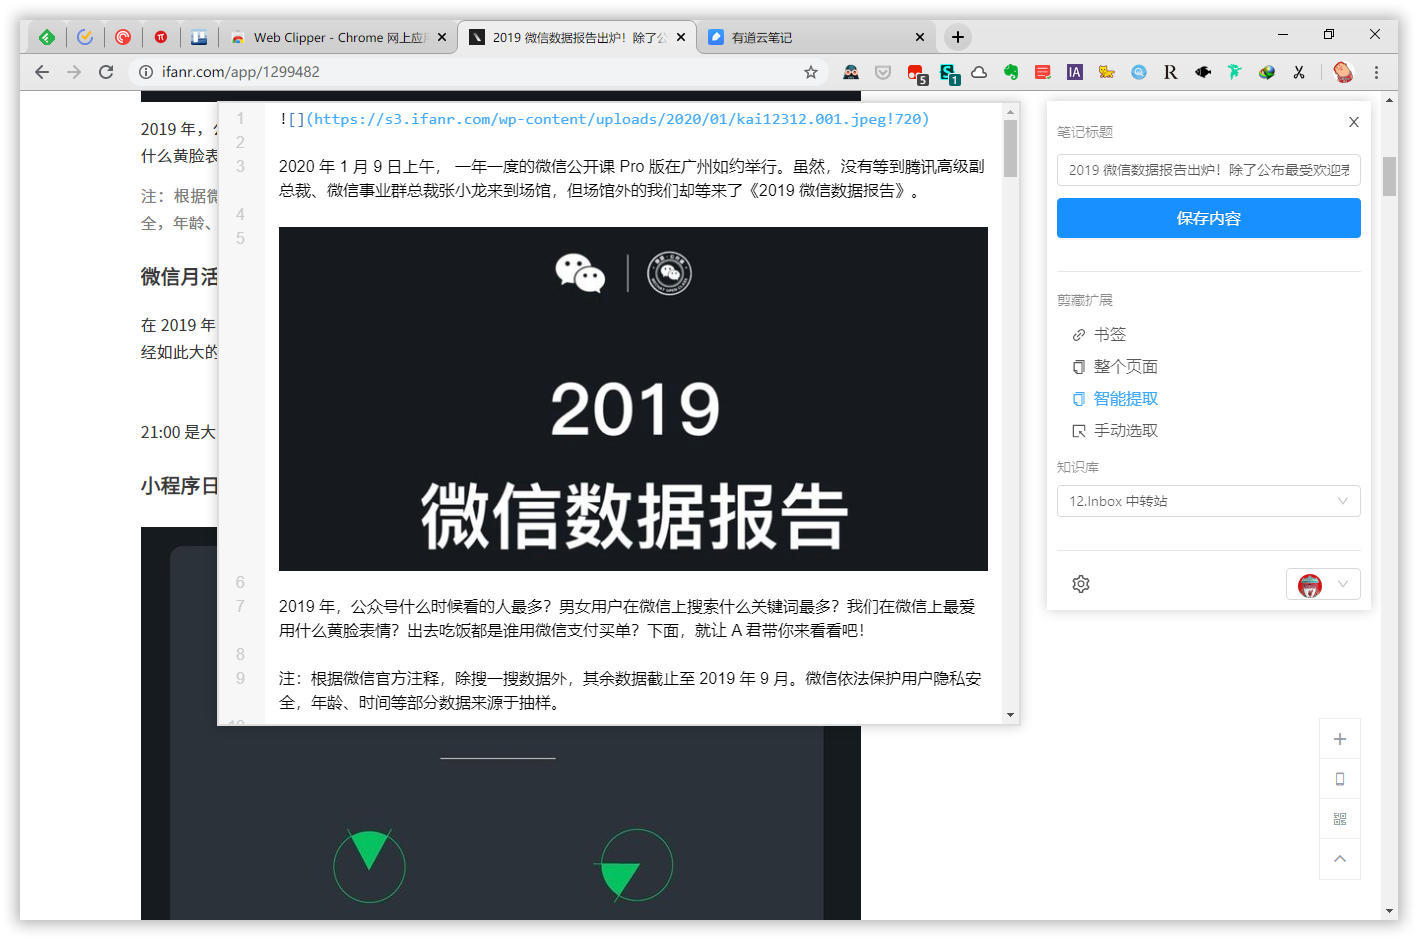 Web Clipper - Chrome 网上应用
2019 微信数据报告出炉！除了公
有道云笔记
ifanr.com/app/1299482
5
1
IA
R
2019 年，公
什么黄脸表
注：根据微
全，年龄、
微信月活
在 2019 年
经如此大的
21:00 是大
小程序日
1 ![](https://s3.ifanr.com/wp-content/uploads/2020/01/kai12312.001.jpeg!720)
2
3 2020 年 1 月 9 日上午， 一年一度的微信公开课 Pro 版在广州如约举行。虽然，没有等到腾讯高级副
总裁、微信事业群总裁张小龙来到场馆，但场馆外的我们却等来了《2019 微信数据报告》。
4
5
2019
微信数据报告
6
7 2019 年，公众号什么时候看的人最多？男女用户在微信上搜索什么关键词最多？我们在微信上最爱
用什么黄脸表情？出去吃饭都是谁用微信支付买单？下面，就让 A 君带你来看看吧！
8
9 注：根据微信官方注释，除搜一搜数据外，其余数据截止至 2019 年 9 月。微信依法保护用户隐私安
全，年龄、时间等部分数据来源于抽样。
10
笔记标题
2019 微信数据报告出炉！除了公布最受欢迎表
保存内容
剪藏扩展
书签
整个页面
智能提取
手动选取
知识库
12.Inbox 中转站